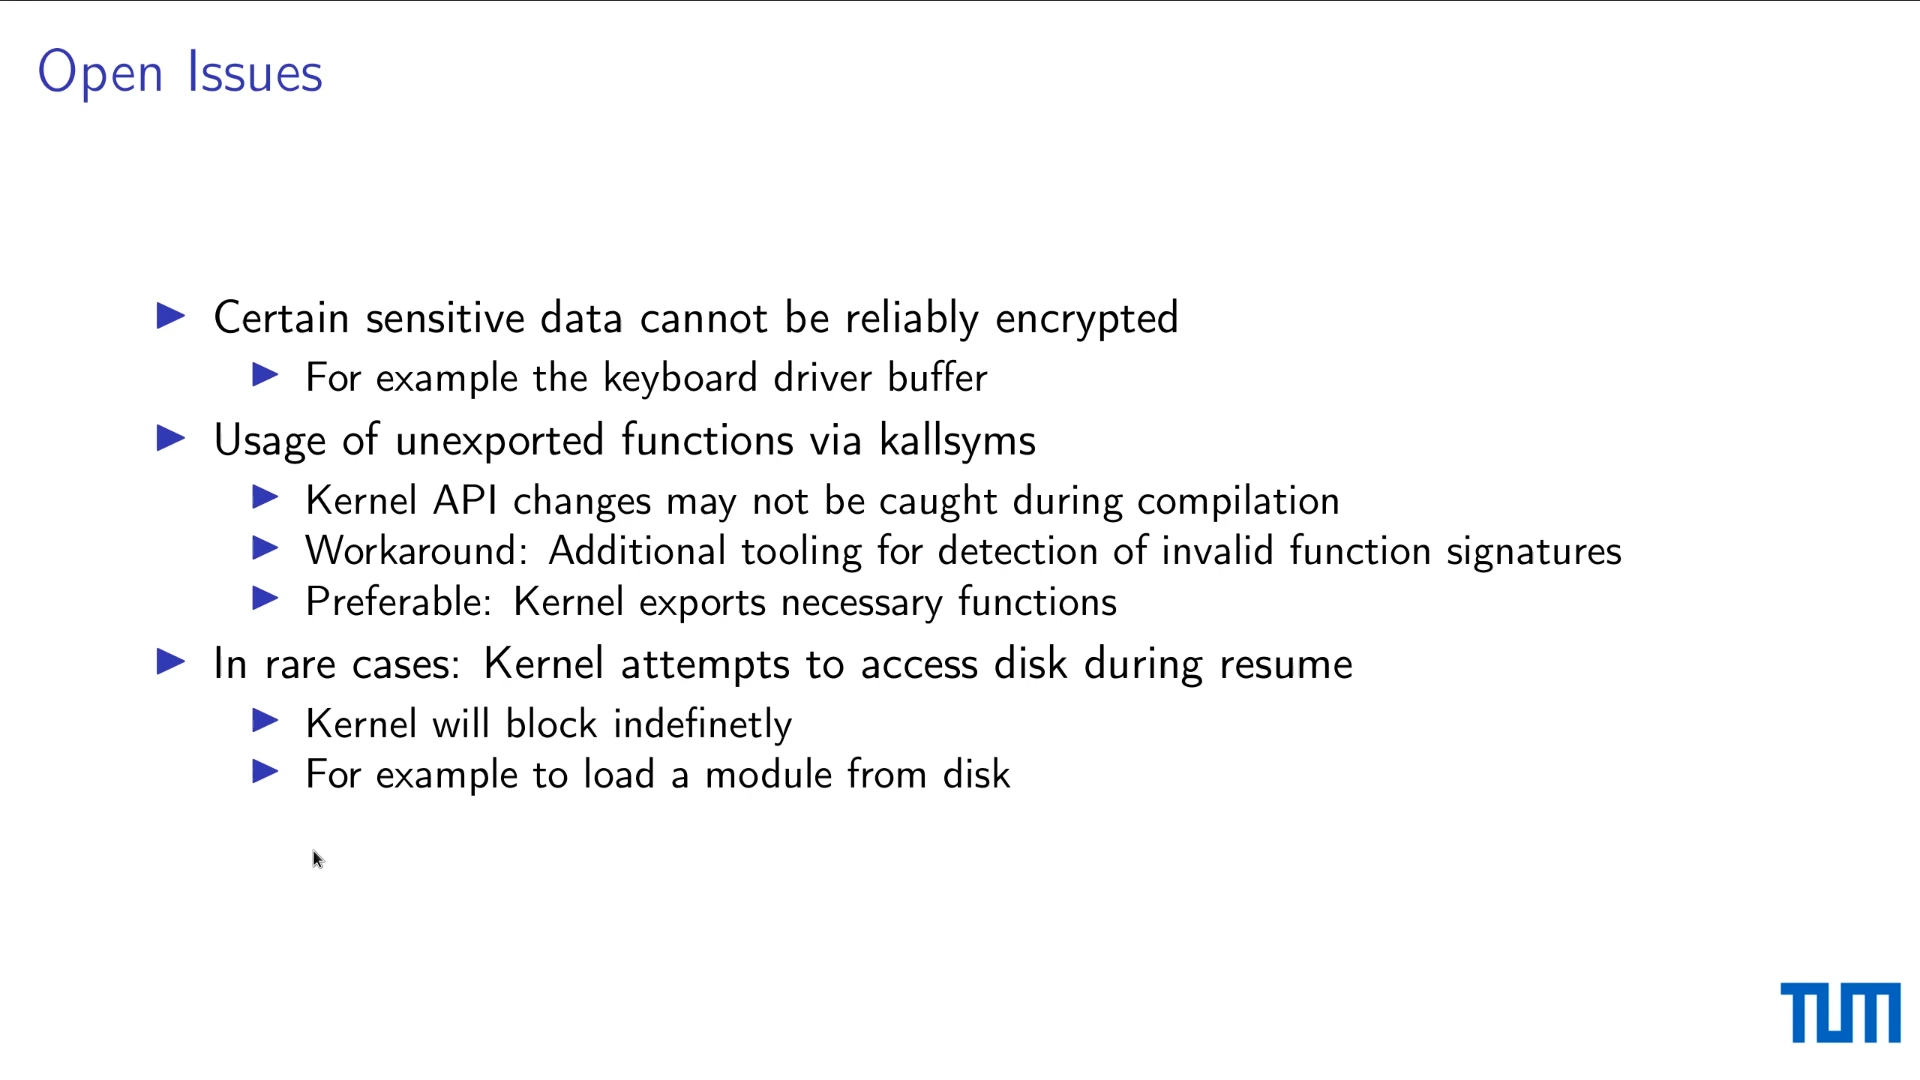 Open Issues
Certain sensitive data cannot be reliably encrypted
For example the keyboard driver buffer
Usage of unexported functions via kallsyms
Kernel API changes may not be caught during compilation
Workaround: Additional tooling for detection of invalid function signatures
Preferable: Kernel exports necessary functions
In rare cases: Kernel attempts to access disk during resume
Kernel will block indefinetly
For example to load a module from disk
TUM